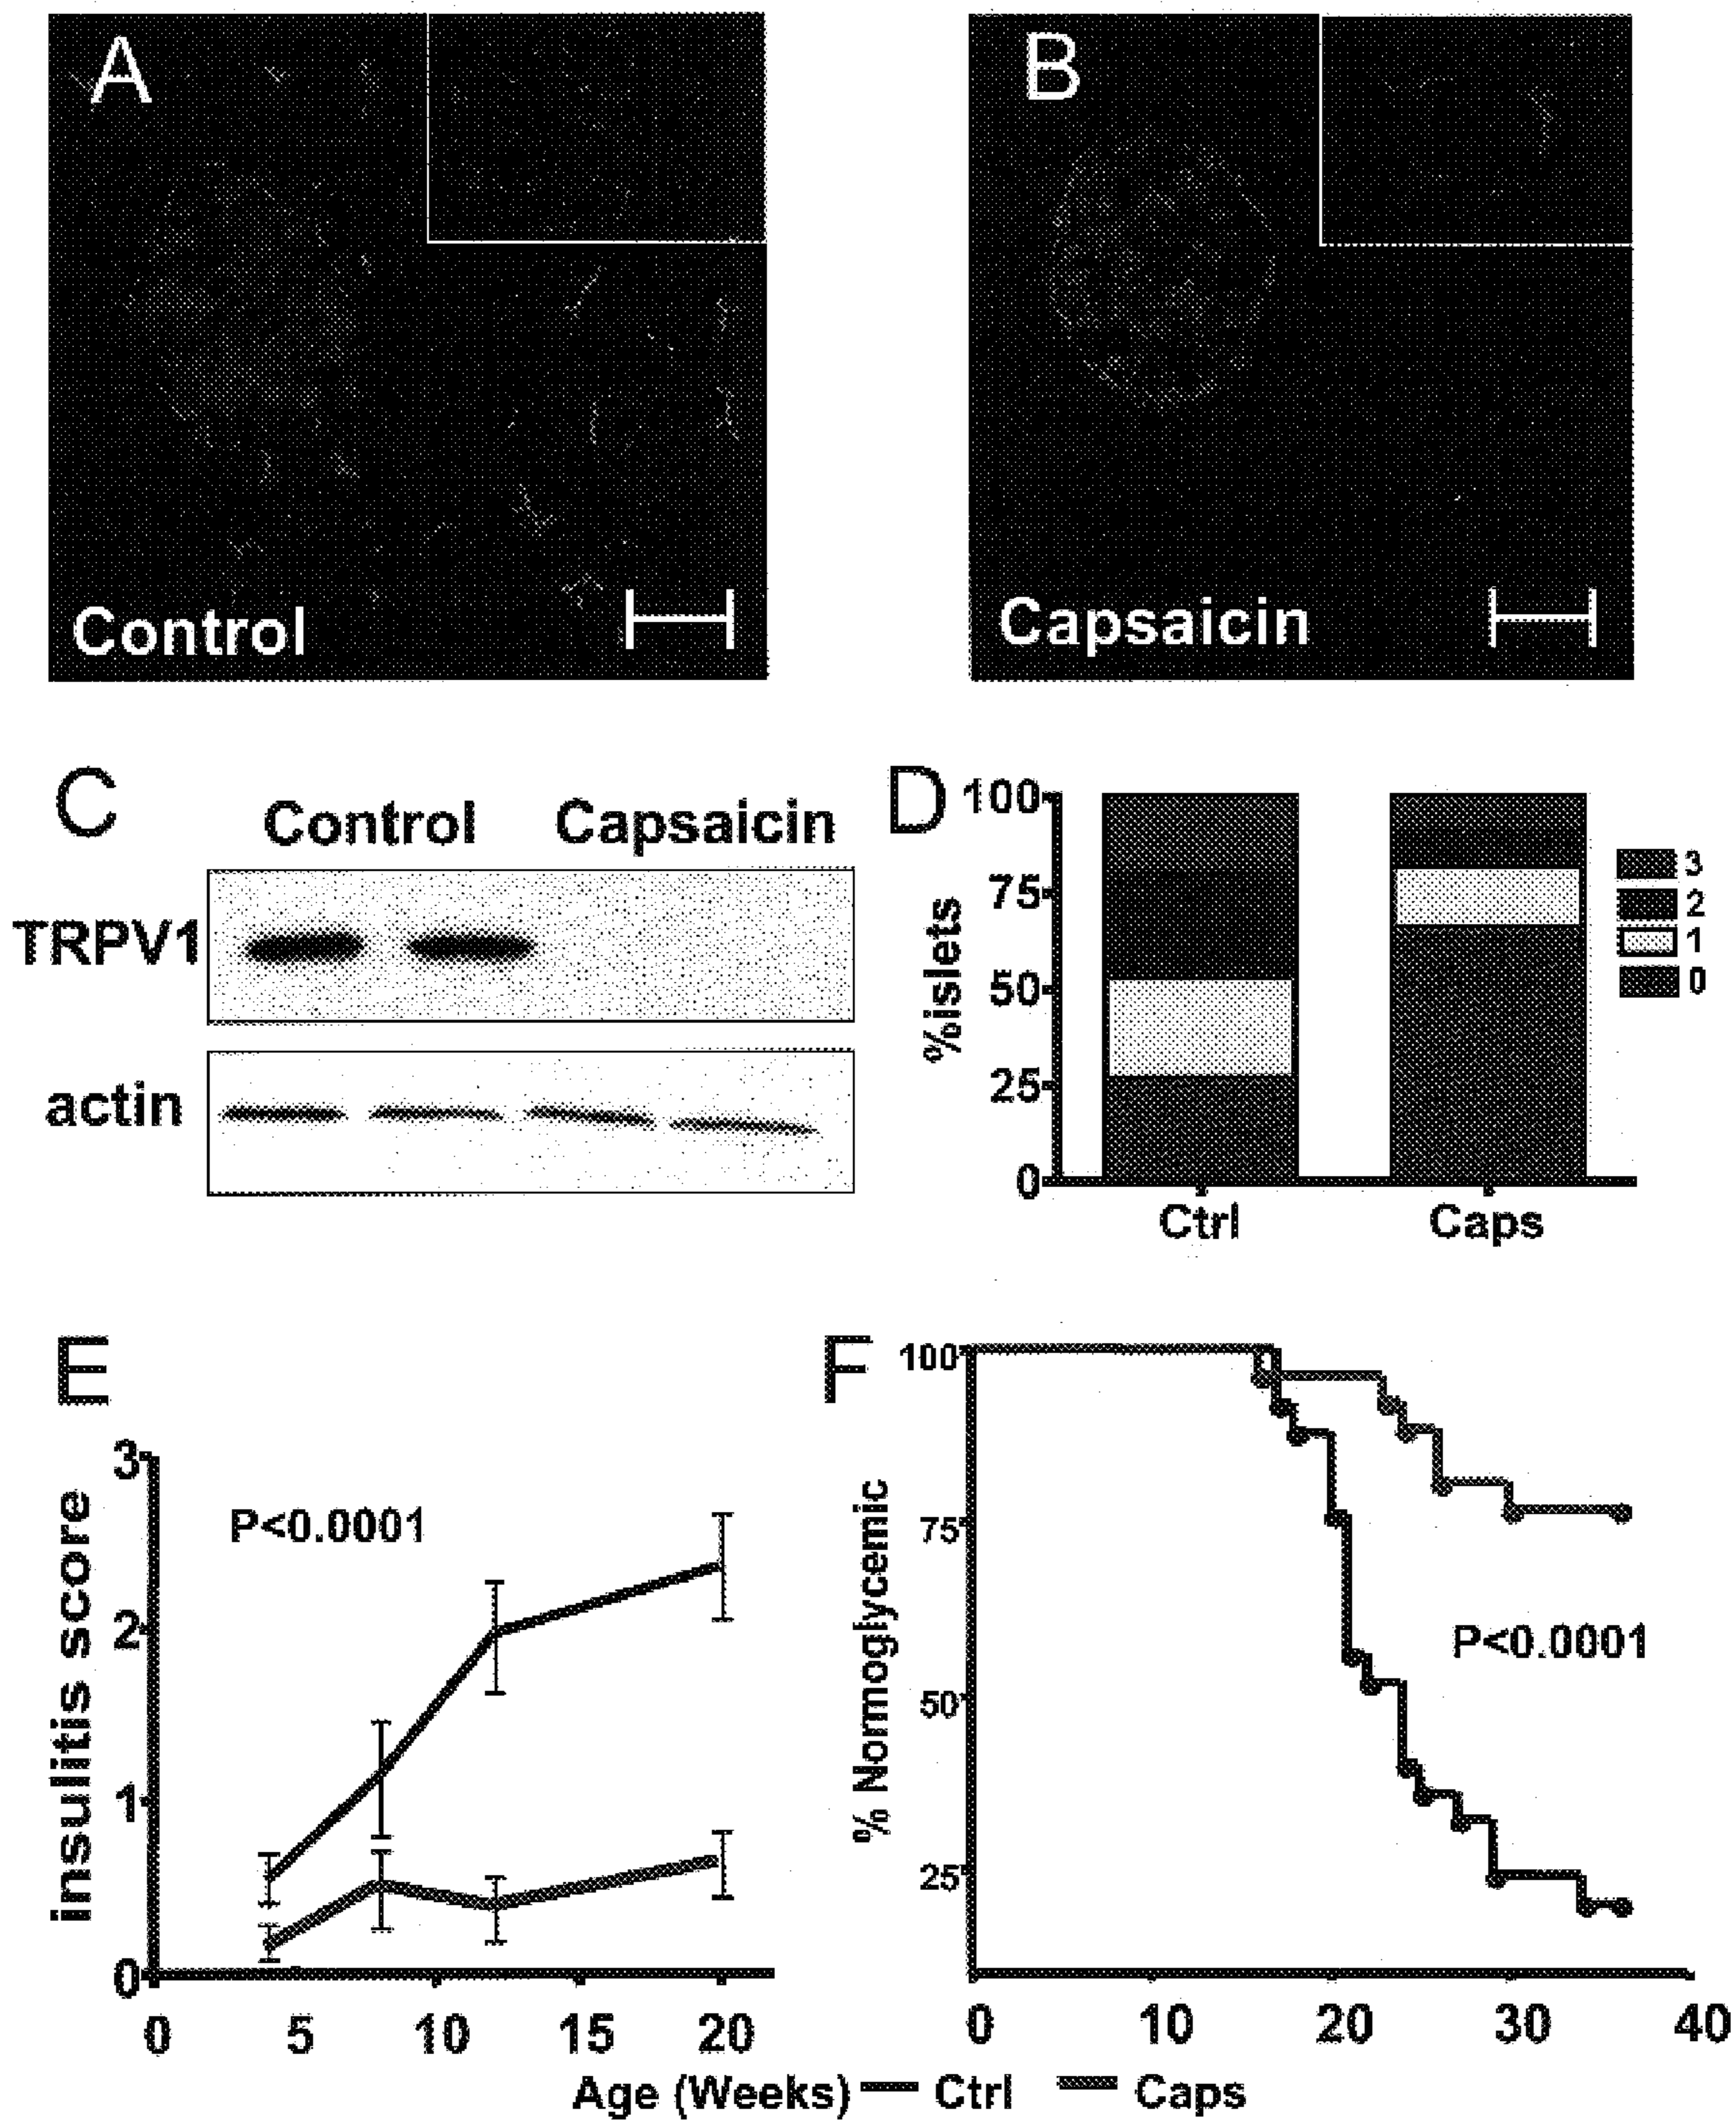 A
B
Control
Capsaicin
C
Control Capsaicin
TRPV1
actin
D
100
75
50
25
0
%islets
Ctrl Caps
3
2
1
0
E
3
2
1
0
insulitis score
P<0.0001
0 5 10 15 20
F
100
75
50
25
% Normoglycemic
P<0.0001
0 10 20 30 40
Age (Weeks) Ctrl Caps